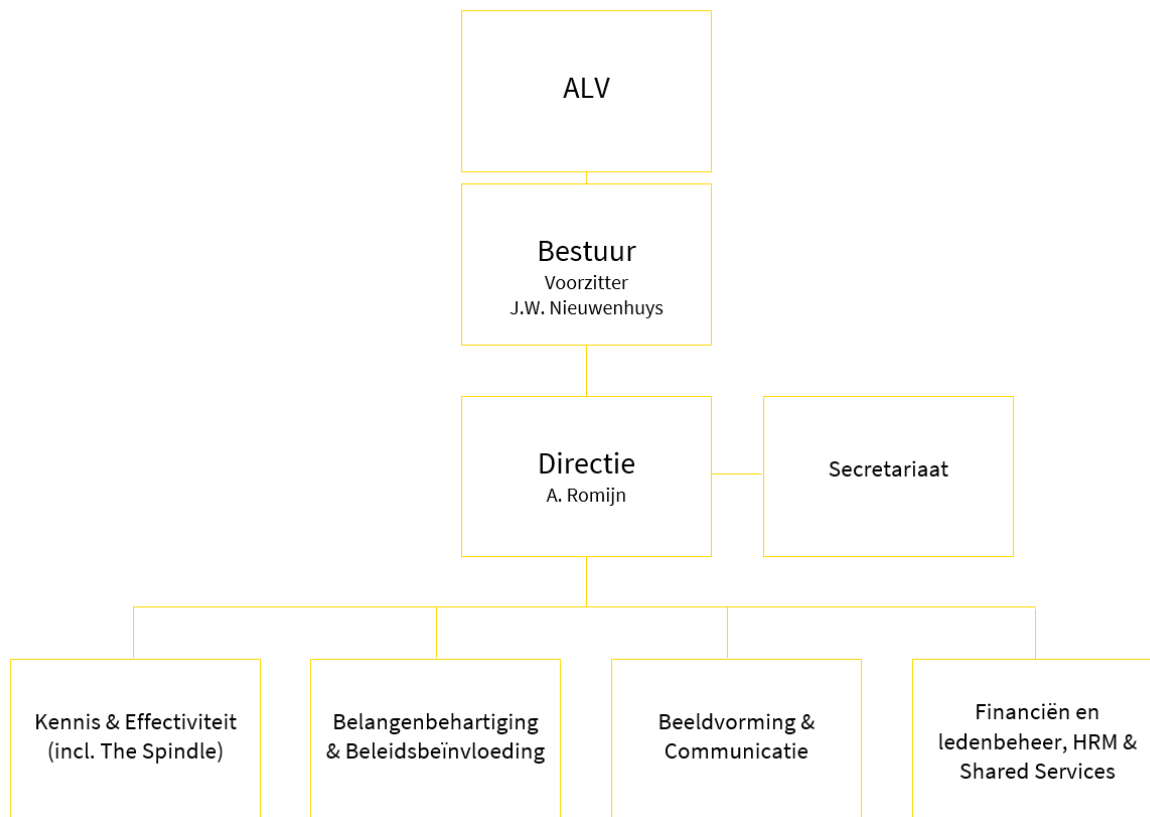 ALV
Bestuur
Voorzitter
J.W. Nieuwenhuys
Directie
A. Romijn
Secretariaat
Kennis & Effectiviteit
(incl. The Spindle)
Belangenbehartiging
& Beleidsbeïnvloeding
Beeldvorming &
Communicatie
Financiën en
ledenbeheer, HRM &
Shared Services